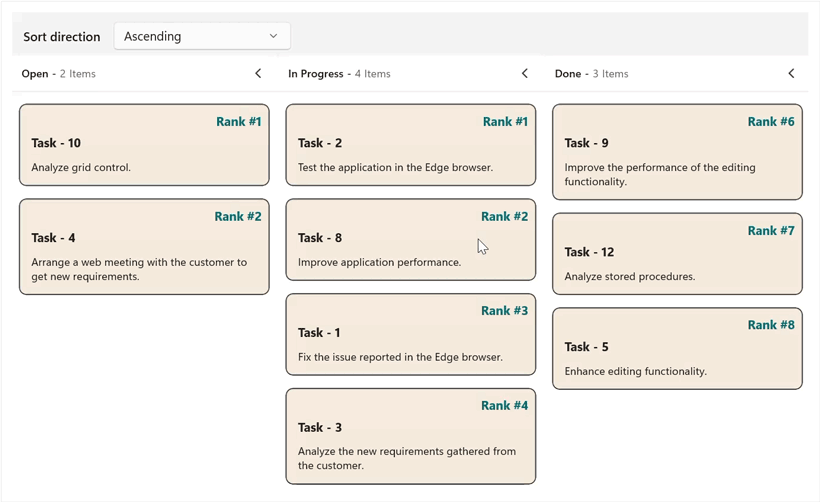 Sort direction
Ascending
Open - 2 Items
In Progress - 4 Items
Done - 3 Items
Rank #1
Task - 10
Analyze grid control.
Rank #2
Task - 4
Arrange a web meeting with the customer to
get new requirements.
Rank #1
Task - 2
Test the application in the Edge browser.
Rank #2
Task - 8
Improve application performance.
Rank #3
Task - 1
Fix the issue reported in the Edge browser.
Rank #4
Task - 3
Analyze the new requirements gathered from
the customer.
Rank #6
Task - 9
Improve the performance of the editing
functionality.
Rank #7
Task - 12
Analyze stored procedures.
Rank #8
Task - 5
Enhance editing functionality.